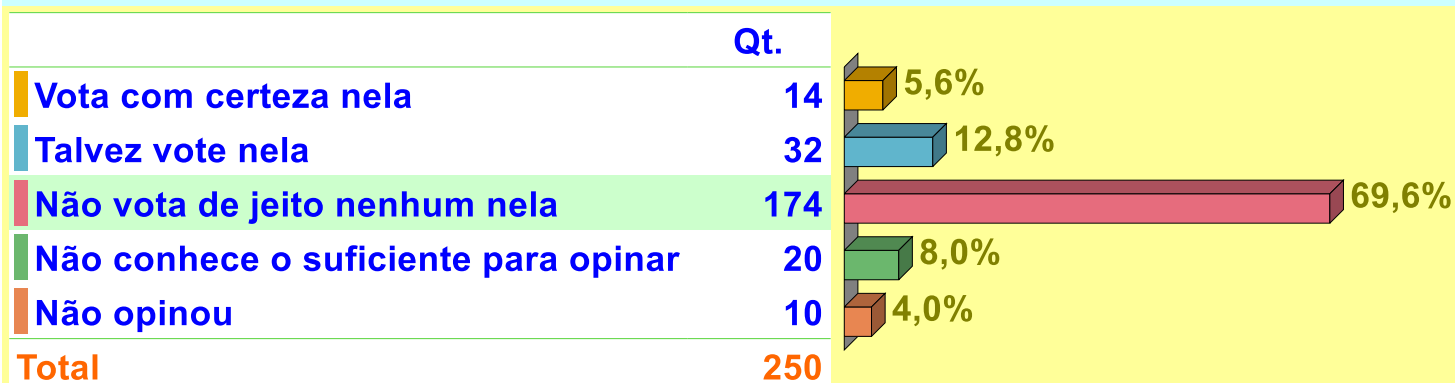 Qt.
Vota com certeza nela 14 5,6%
Talvez vote nela 32 12,8%
Não vota de jeito nenhum nela 174 69,6%
Não conhece o suficiente para opinar 20 8,0%
Não opinou 10 4,0%
Total 250